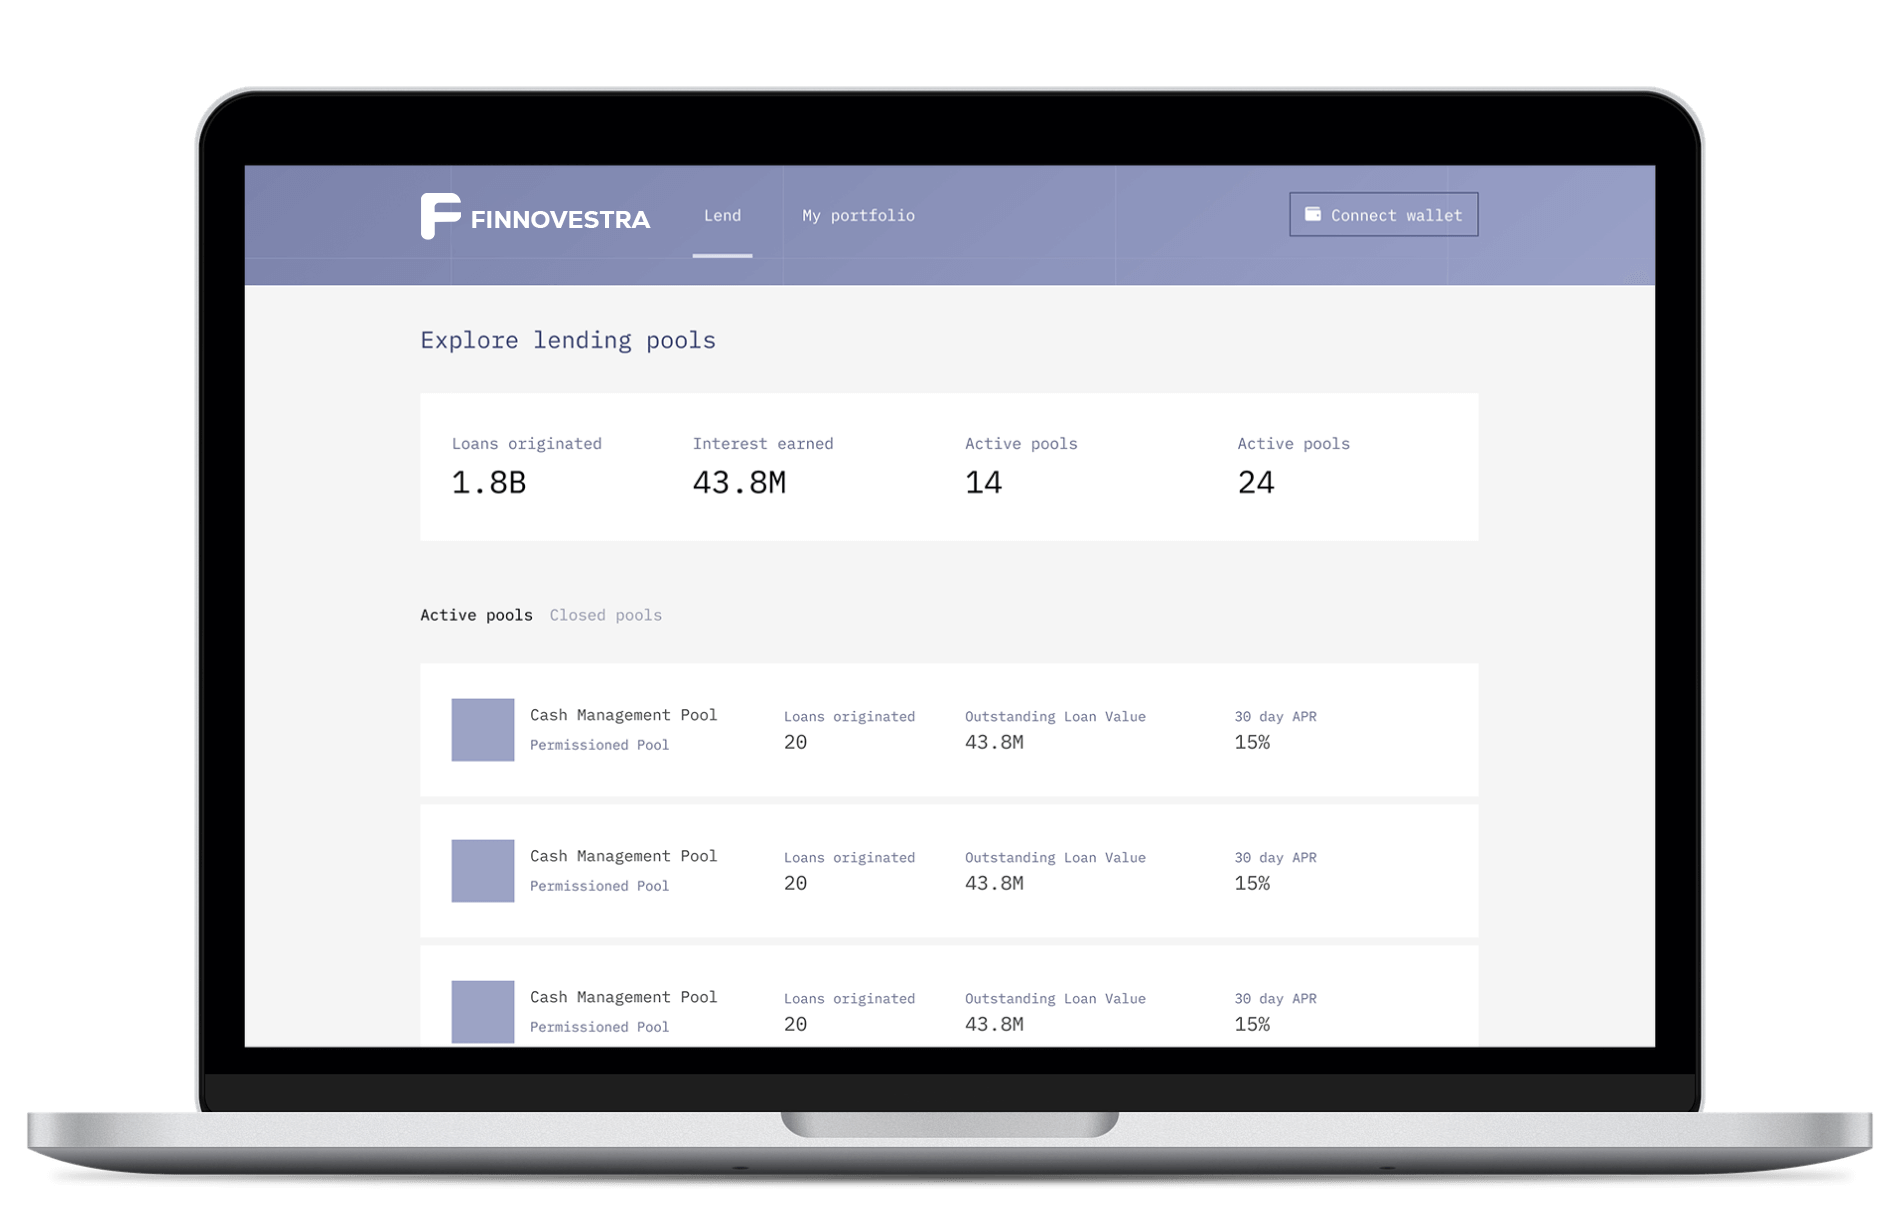 FINNOVESTRA
Lend
My portfolio
Connect wallet
Explore lending pools
Loans originated
Interest earned
Active pools
Active pools
1.8B
43.8M
14
24
Active pools
Closed pools
Cash Management Pool
Permissioned Pool
Loans originated
20
Outstanding Loan Value
43.8M
30 day APR
15%
Cash Management Pool
Permissioned Pool
Loans originated
20
Outstanding Loan Value
43.8M
30 day APR
15%
Cash Management Pool
Permissioned Pool
Loans originated
20
Outstanding Loan Value
43.8M
30 day APR
15%